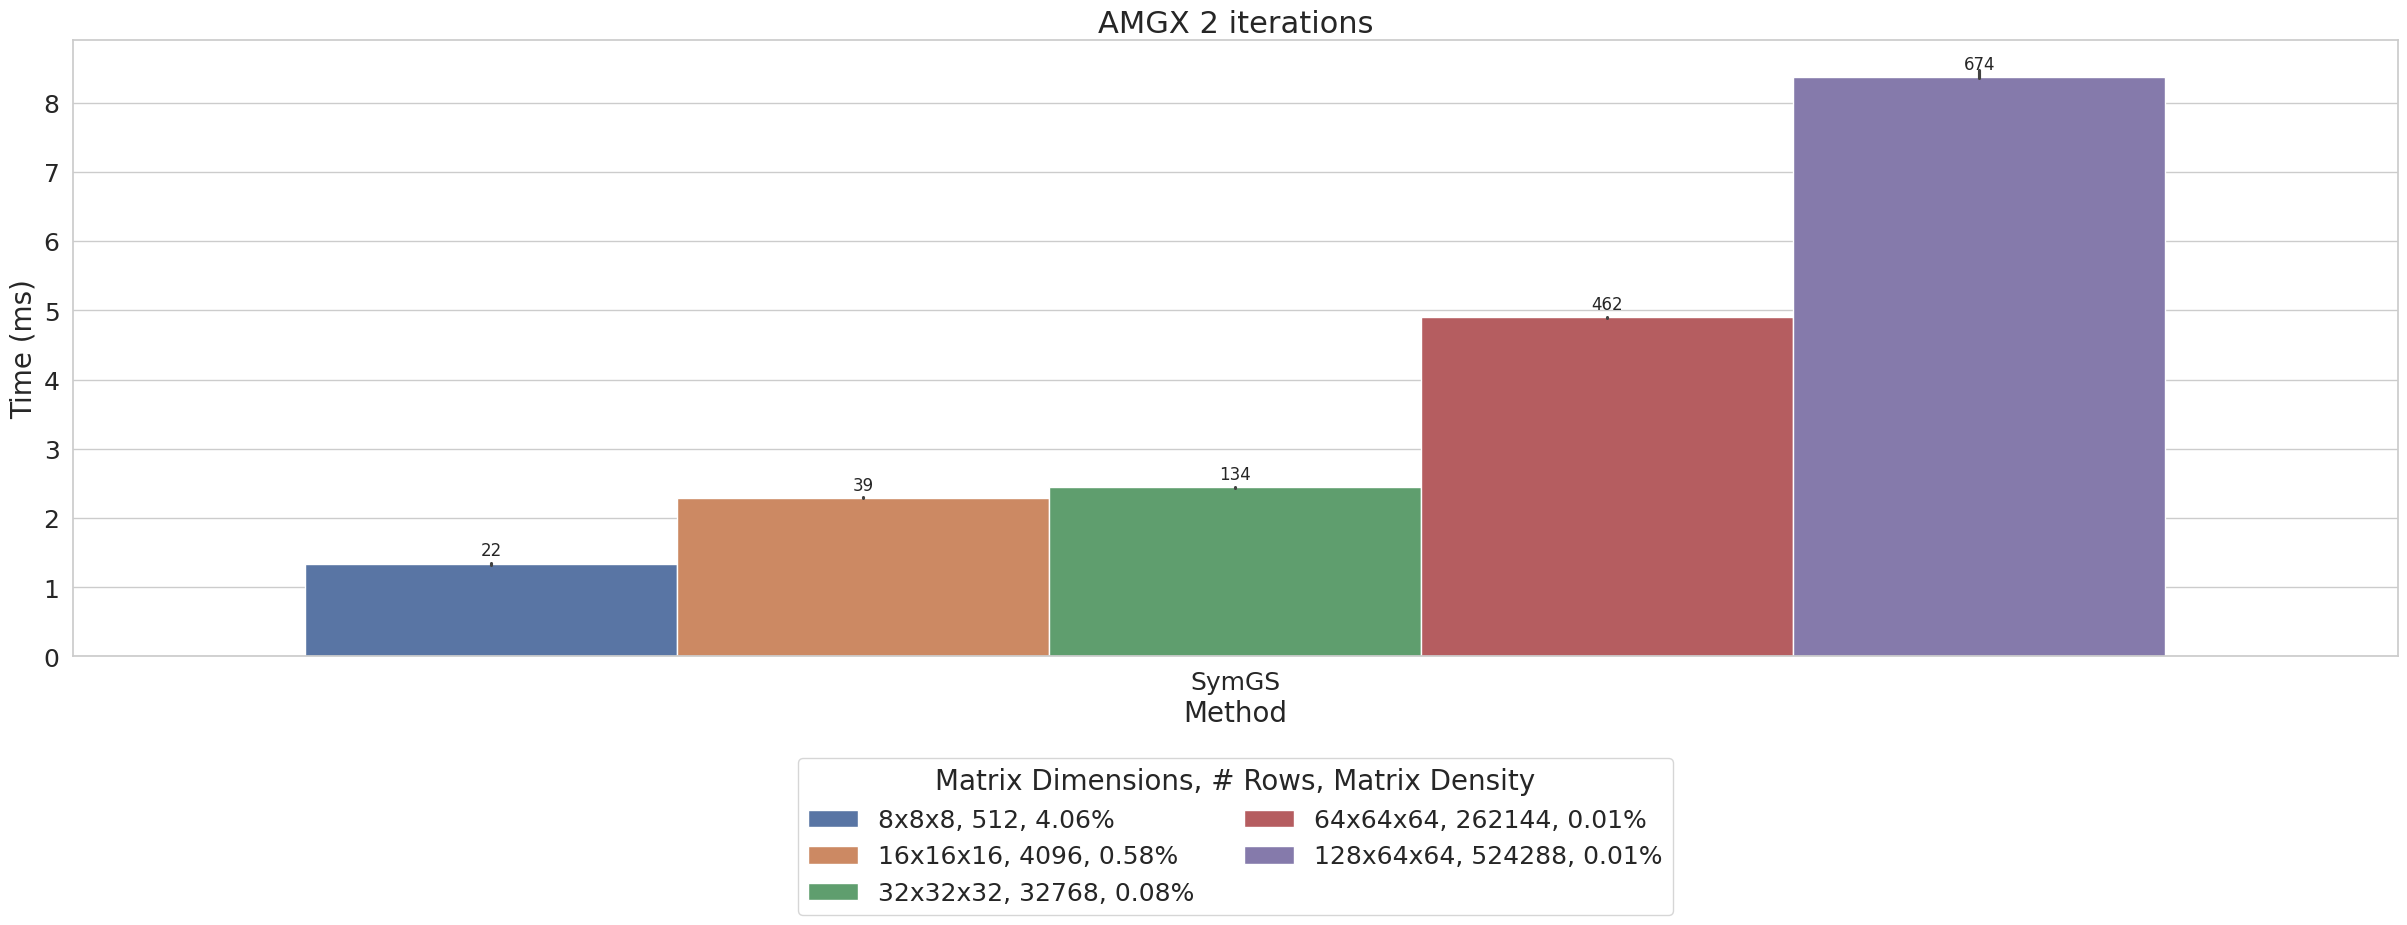 AMGX 2 iterations
Time (ms)
8
7
6
5
4
3
2
1
0
22
39
134
462
674
SymGS
Method
Matrix Dimensions, # Rows, Matrix Density
8x8x8, 512, 4.06%
16x16x16, 4096, 0.58%
32x32x32, 32768, 0.08%
64x64x64, 262144, 0.01%
128x64x64, 524288, 0.01%